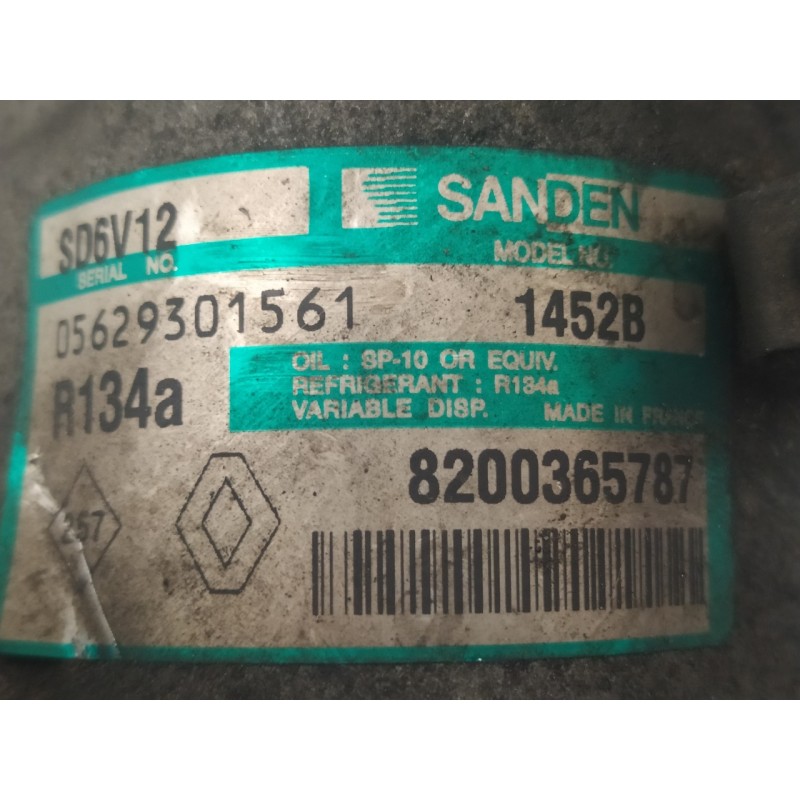 SANDEN
SD6V12
MODEL NO.
SERIAL NO.
05629301561
1452B
OIL : SP-10 OR EQUIV.
REFRIGERANT : R134a
VARIABLE DISP. MADE IN FRANCE
R134a
8200365787
257